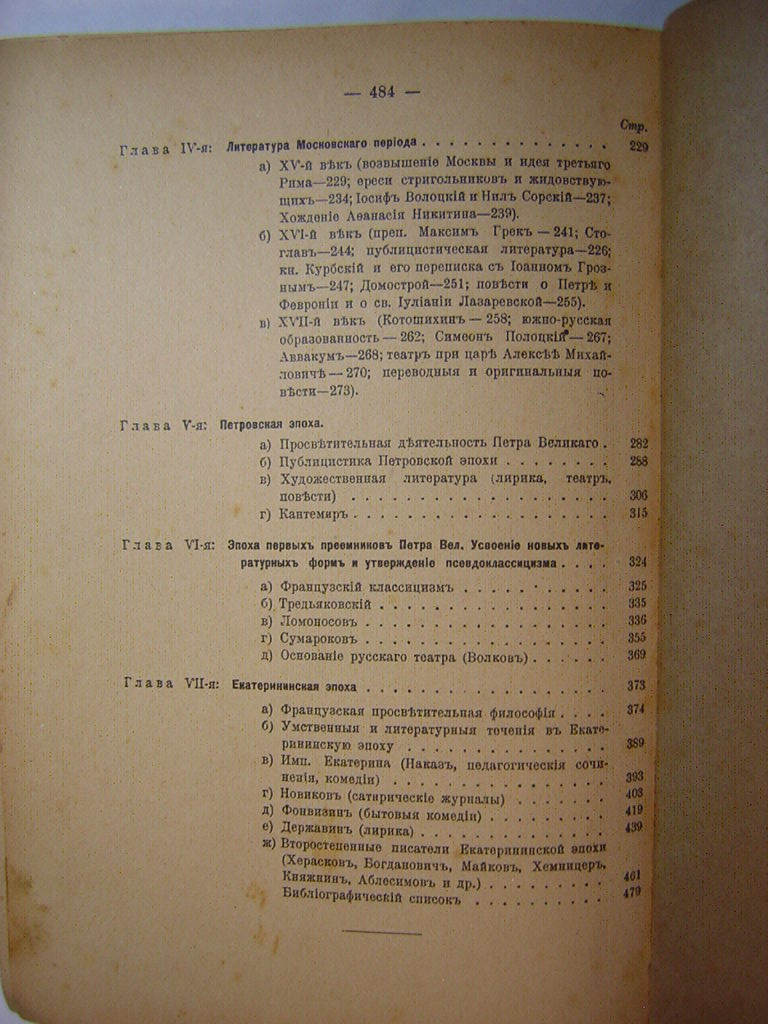 — 484 —
Стр.
Глава IV-я: Литература Московскаго періода . . . . . . . . . . . . . 229
а) XV-й вѣкъ (возвышеніе Москвы и идея третьяго
Рима—229; ереси стригольниковъ и жидовствую-
щихъ—234; Іосифъ Волоцкій и Нилъ Сорскій—237;
Хожденіе Аѳанасія Никитина—239).
б) XVI-й вѣкъ (преп. Максимъ Грекъ — 241; Сто-
главъ—244; публицистическая литература—226;
кн. Курбскій и его переписка съ Іоанномъ Гроз-
нымъ—247; Домострой—251; повѣсти о Петрѣ и
Февроніи и о св. Іуліаніи Лазаревской—255).
в) XVII-й вѣкъ (Котошихинъ — 258; южно-русская
образованность — 262; Симеонъ Полоцкій — 267;
Аввакумъ—268; театръ при царѣ Алексѣѣ Михай-
ловичѣ — 270; переводныя и оригинальныя по-
вѣсти—273).
Глава V-я: Петровская эпоха.
а) Просвѣтительная дѣятельность Петра Великаго . 282
б) Публицистика Петровской эпохи . . . . . . . . 288
в) Художественная литература (лирика, театръ,
повѣсти) . . . . . . . . . . . . . . . . . . 306
г) Кантемиръ . . . . . . . . . . . . . . . . . . 315
Глава VI-я: Эпоха первыхъ преемниковъ Петра Вел. Усвоеніе новыхъ лите-
ратурныхъ формъ и утвержденіе псевдоклассицизма . . . . 324
а) Французскій классицизмъ . . . . . . . . . . 325
б) Тредьяковскій . . . . . . . . . . . . . . . . 335
в) Ломоносовъ . . . . . . . . . . . . . . . . . 336
г) Сумароковъ . . . . . . . . . . . . . . . . . 355
д) Основаніе русскаго театра (Волковъ) . . . . . . 369
Глава VII-я: Екатерининская эпоха . . . . . . . . . . . . . . . . . 373
а) Французская просвѣтительная философія . . . . 374
б) Умственныя и литературныя теченія въ Екате-
рининскую эпоху . . . . . . . . . . . . . . 389
в) Имп. Екатерина (Наказъ, педагогическія сочи-
ненія, комедіи) . . . . . . . . . . . . . . . 393
г) Новиковъ (сатирическіе журналы) . . . . . . . 403
д) Фонвизинъ (бытовыя комедіи) . . . . . . . . . 419
е) Державинъ (лирика) . . . . . . . . . . . . . 439
ж) Второстепенные писатели Екатерининской эпохи
(Херасковъ, Богдановичъ, Майковъ, Хемницеръ,
Княжнинъ, Аблесимовъ и др.) . . . . . . . . . 461
Библіографическій списокъ . . . . . . . . . . 479